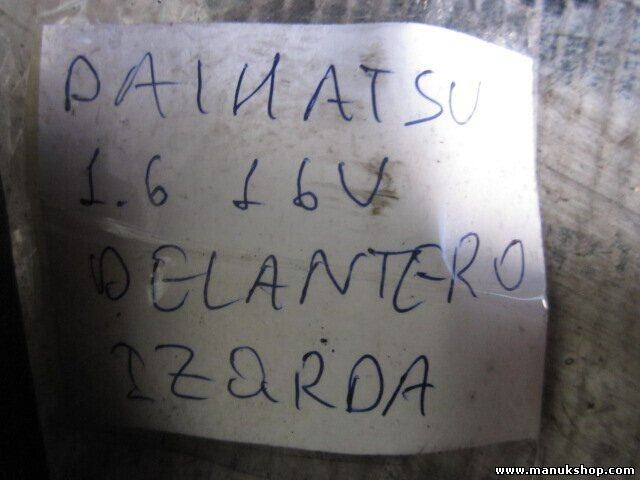 DAIHATSU
1.6 16V
DELANTERO
IZQRDA
www.manukshop.com